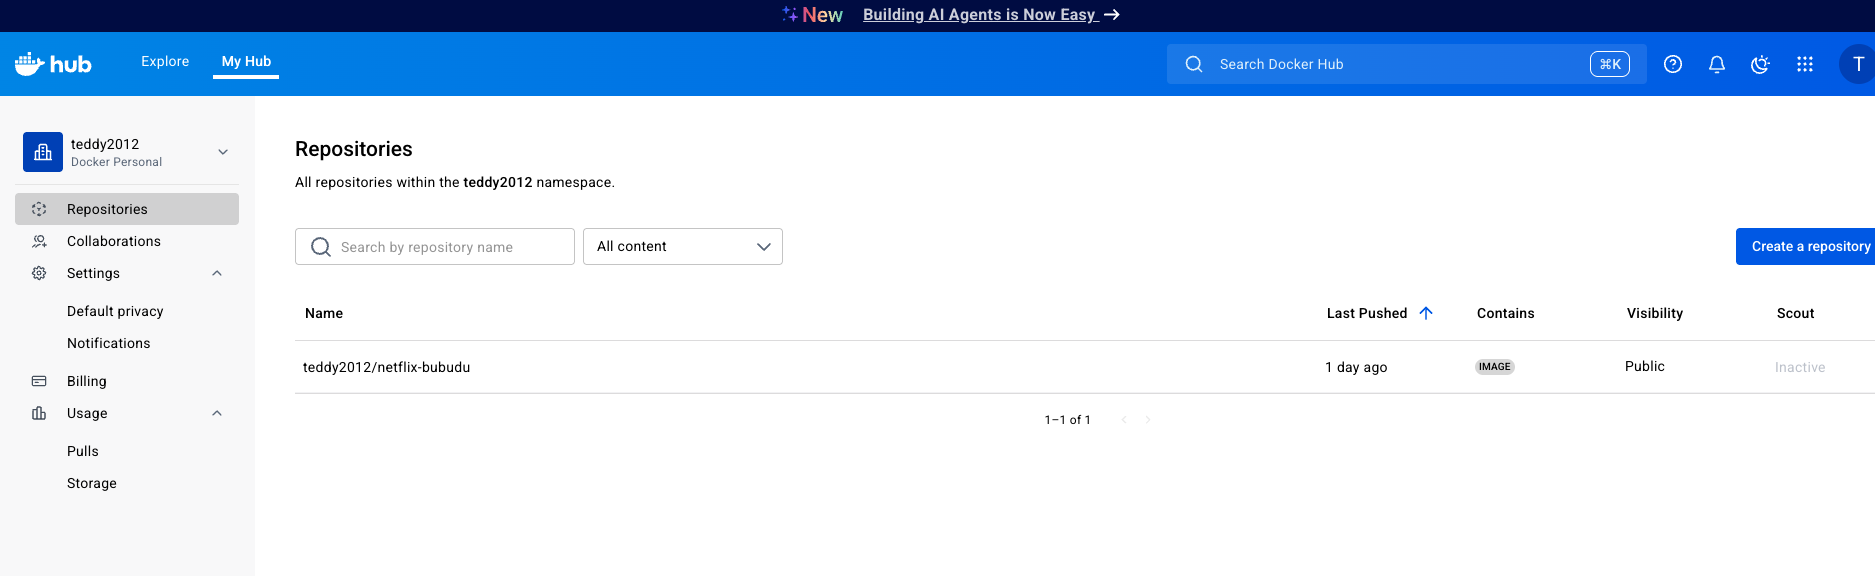 New Building AI Agents is Now Easy →
hub Explore My Hub Search Docker Hub ⌘K T
teddy2012
Docker Personal
Repositories
Collaborations
Settings
Default privacy
Notifications
Billing
Usage
Pulls
Storage
Repositories
All repositories within the teddy2012 namespace.
Search by repository name All content Create a repository
Name Last Pushed Contains Visibility Scout
teddy2012/netflix-bubudu 1 day ago IMAGE Public Inactive
1–1 of 1